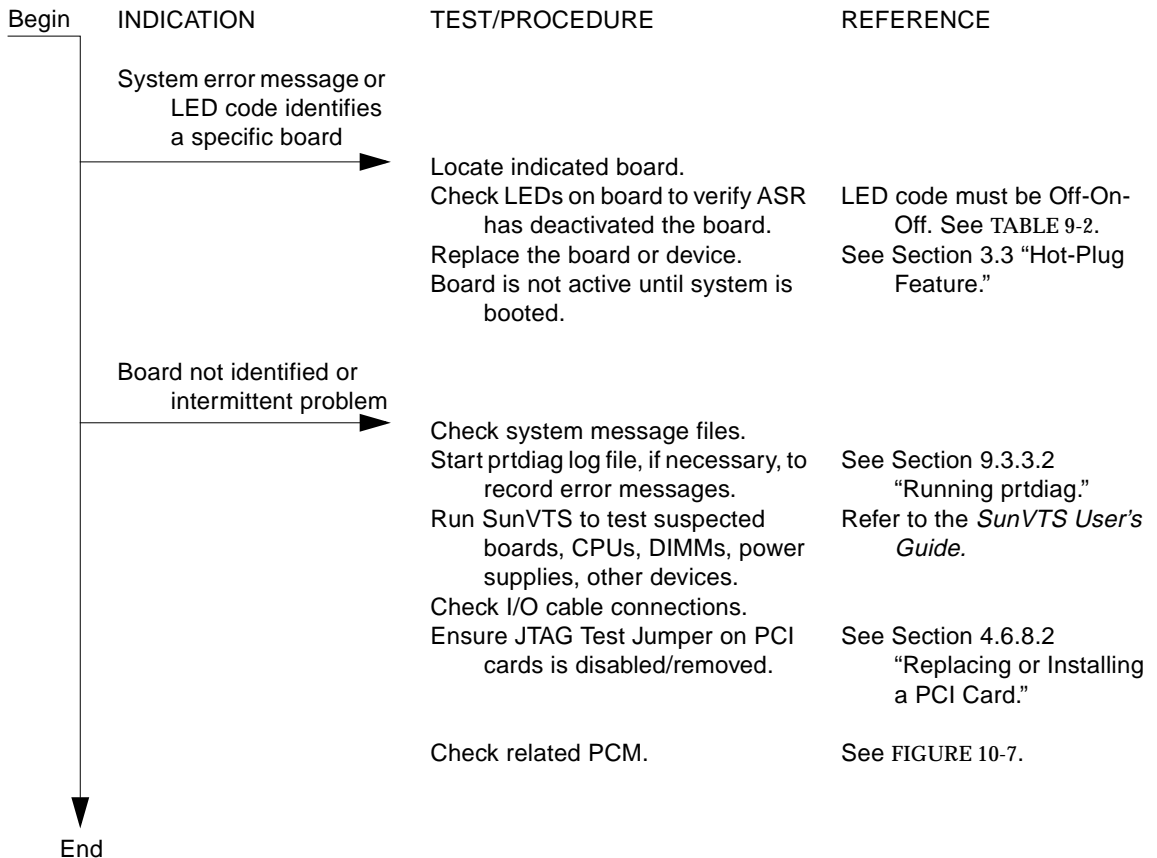 Begin INDICATION TEST/PROCEDURE REFERENCE
System error message or
LED code identifies
a specific board
Locate indicated board.
Check LEDs on board to verify ASR LED code must be Off-On-
has deactivated the board. Off. See TABLE 9-2.
Replace the board or device. See Section 3.3 “Hot-Plug
Board is not active until system is Feature.”
booted.
Board not identified or
intermittent problem
Check system message files.
Start prtdiag log file, if necessary, to See Section 9.3.3.2
record error messages. “Running prtdiag.”
Run SunVTS to test suspected Refer to the SunVTS User's
boards, CPUs, DIMMs, power Guide.
supplies, other devices.
Check I/O cable connections.
Ensure JTAG Test Jumper on PCI See Section 4.6.8.2
cards is disabled/removed. “Replacing or Installing
a PCI Card.”
Check related PCM. See FIGURE 10-7.
End